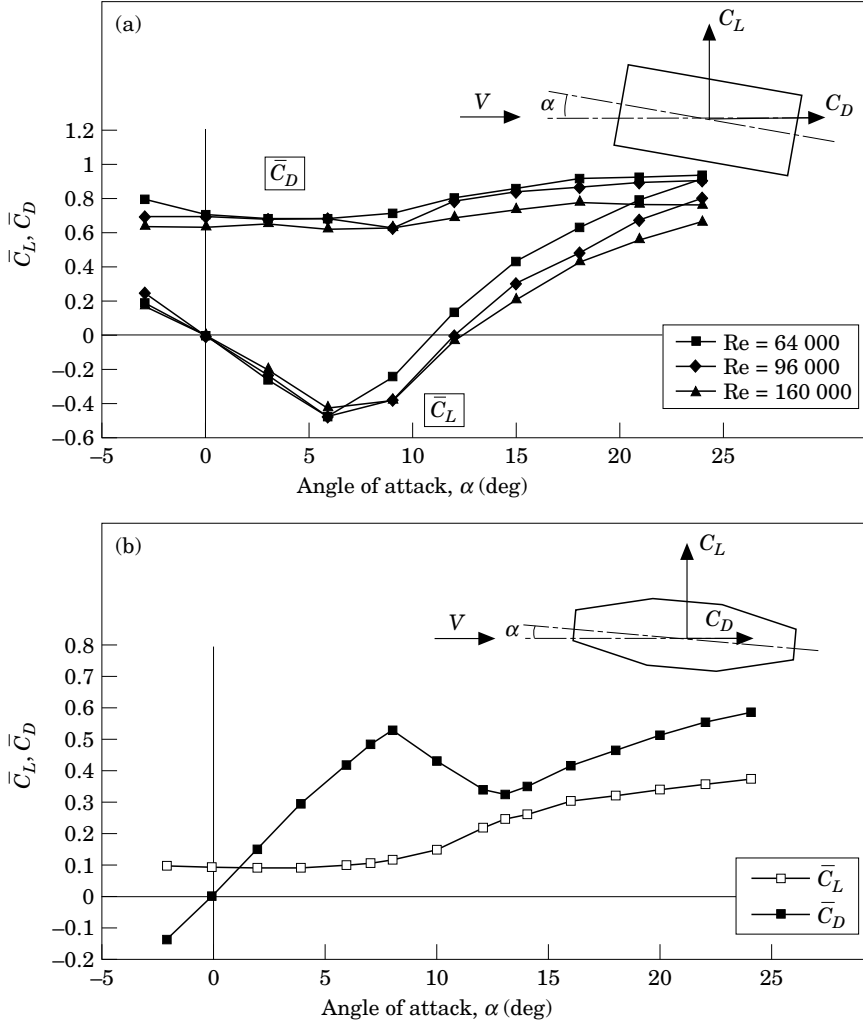 (a)
C_L
V
α
C_D
1.2
1
0.8
0.6
0.4
0.2
0
−0.2
−0.4
−0.6
C̅_L, C̅_D
C̅_D
C̅_L
Re = 64 000
Re = 96 000
Re = 160 000
−5
0
5
10
15
20
25
Angle of attack, α (deg)
(b)
C_L
V
α
C_D
0.8
0.7
0.6
0.5
0.4
0.3
0.2
0.1
0
−0.1
−0.2
C̅_L, C̅_D
C̅_L
C̅_D
−5
0
5
10
15
20
25
Angle of attack, α (deg)